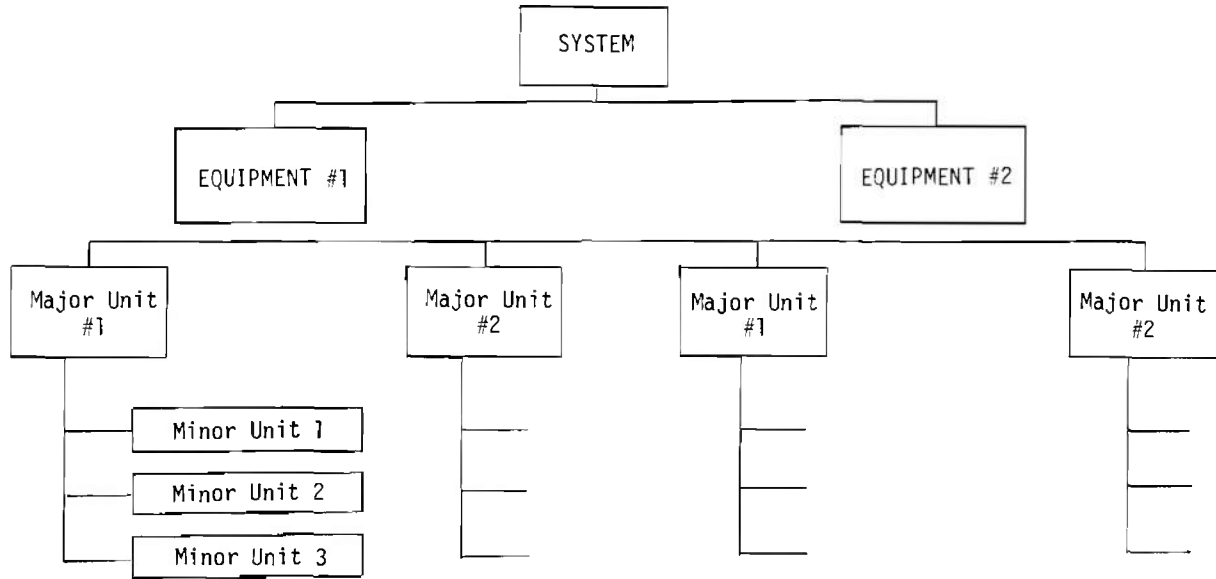 SYSTEM
EQUIPMENT #1
EQUIPMENT #2
Major Unit
#1
Major Unit
#2
Major Unit
#1
Major Unit
#2
Minor Unit 1
Minor Unit 2
Minor Unit 3